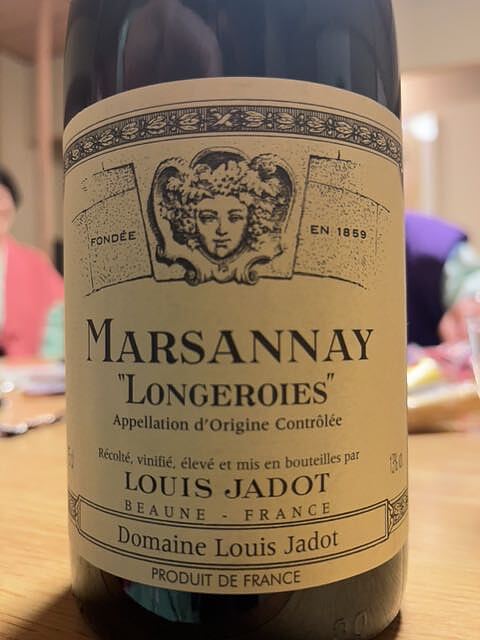 FONDÉE EN 1859
MARSANNAY
"LONGEROIES"
Appellation d'Origine Contrôlée
Récolté, vinifié, élevé et mis en bouteilles par
LOUIS JADOT
BEAUNE - FRANCE
Domaine Louis Jadot
PRODUIT DE FRANCE